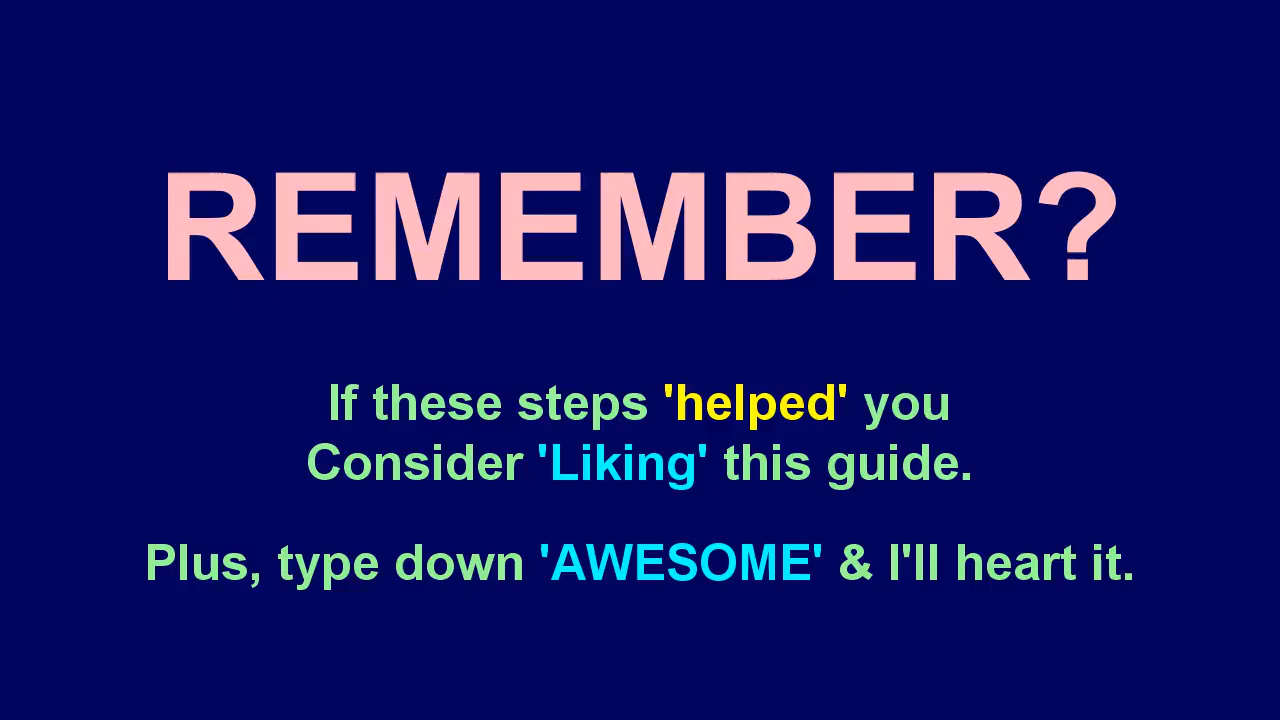 REMEMBER?
If these steps 'helped' you
Consider 'Liking' this guide.
Plus, type down 'AWESOME' & I'll heart it.